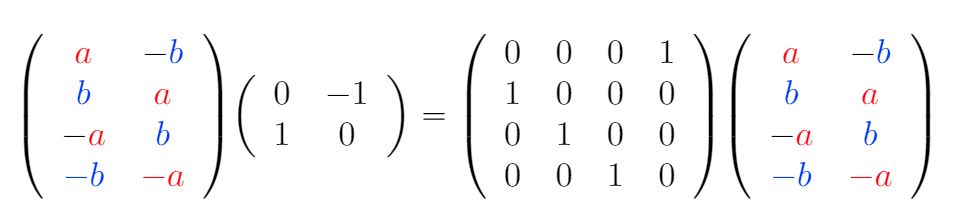 ( a −b ) ( 0 0 0 1 ) ( a −b )
( b a ) ( 0 −1 ) ( 1 0 0 0 ) ( b a )
( −a b ) ( 1 0 ) = ( 0 1 0 0 ) ( −a b )
( −b −a ) ( 0 0 1 0 ) ( −b −a )